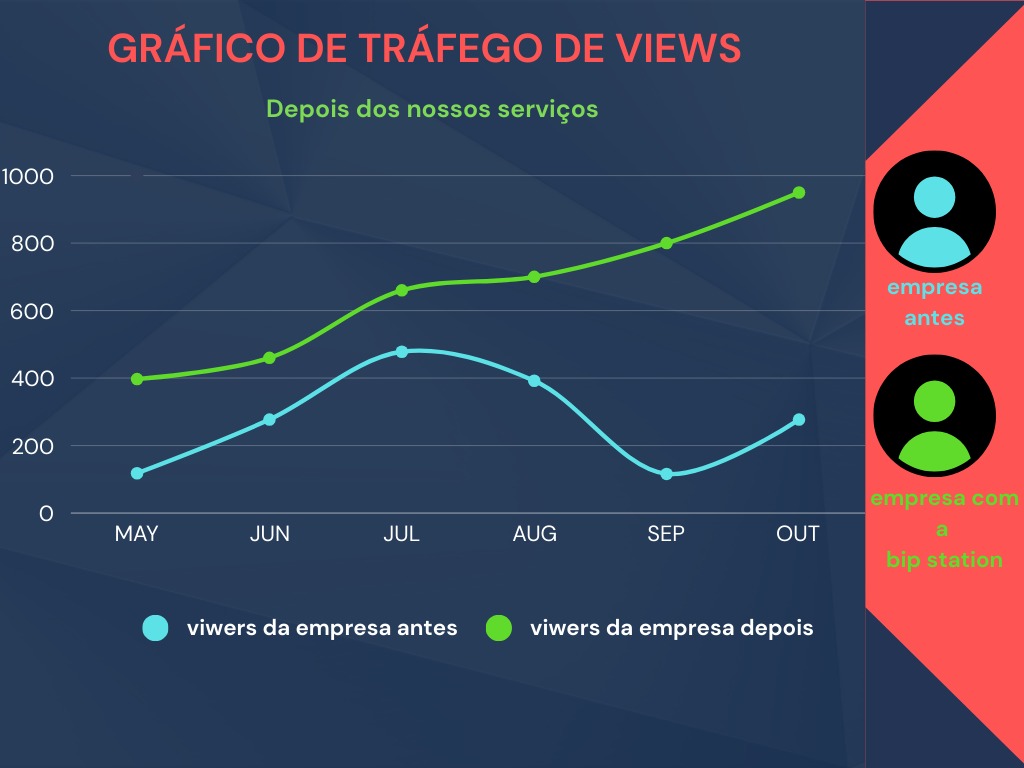 GRÁFICO DE TRÁFEGO DE VIEWS
Depois dos nossos serviços
1000
800
600
400
200
0
MAY JUN JUL AUG SEP OUT
viwers da empresa antes viwers da empresa depois
empresa
antes
empresa com
a
bip station